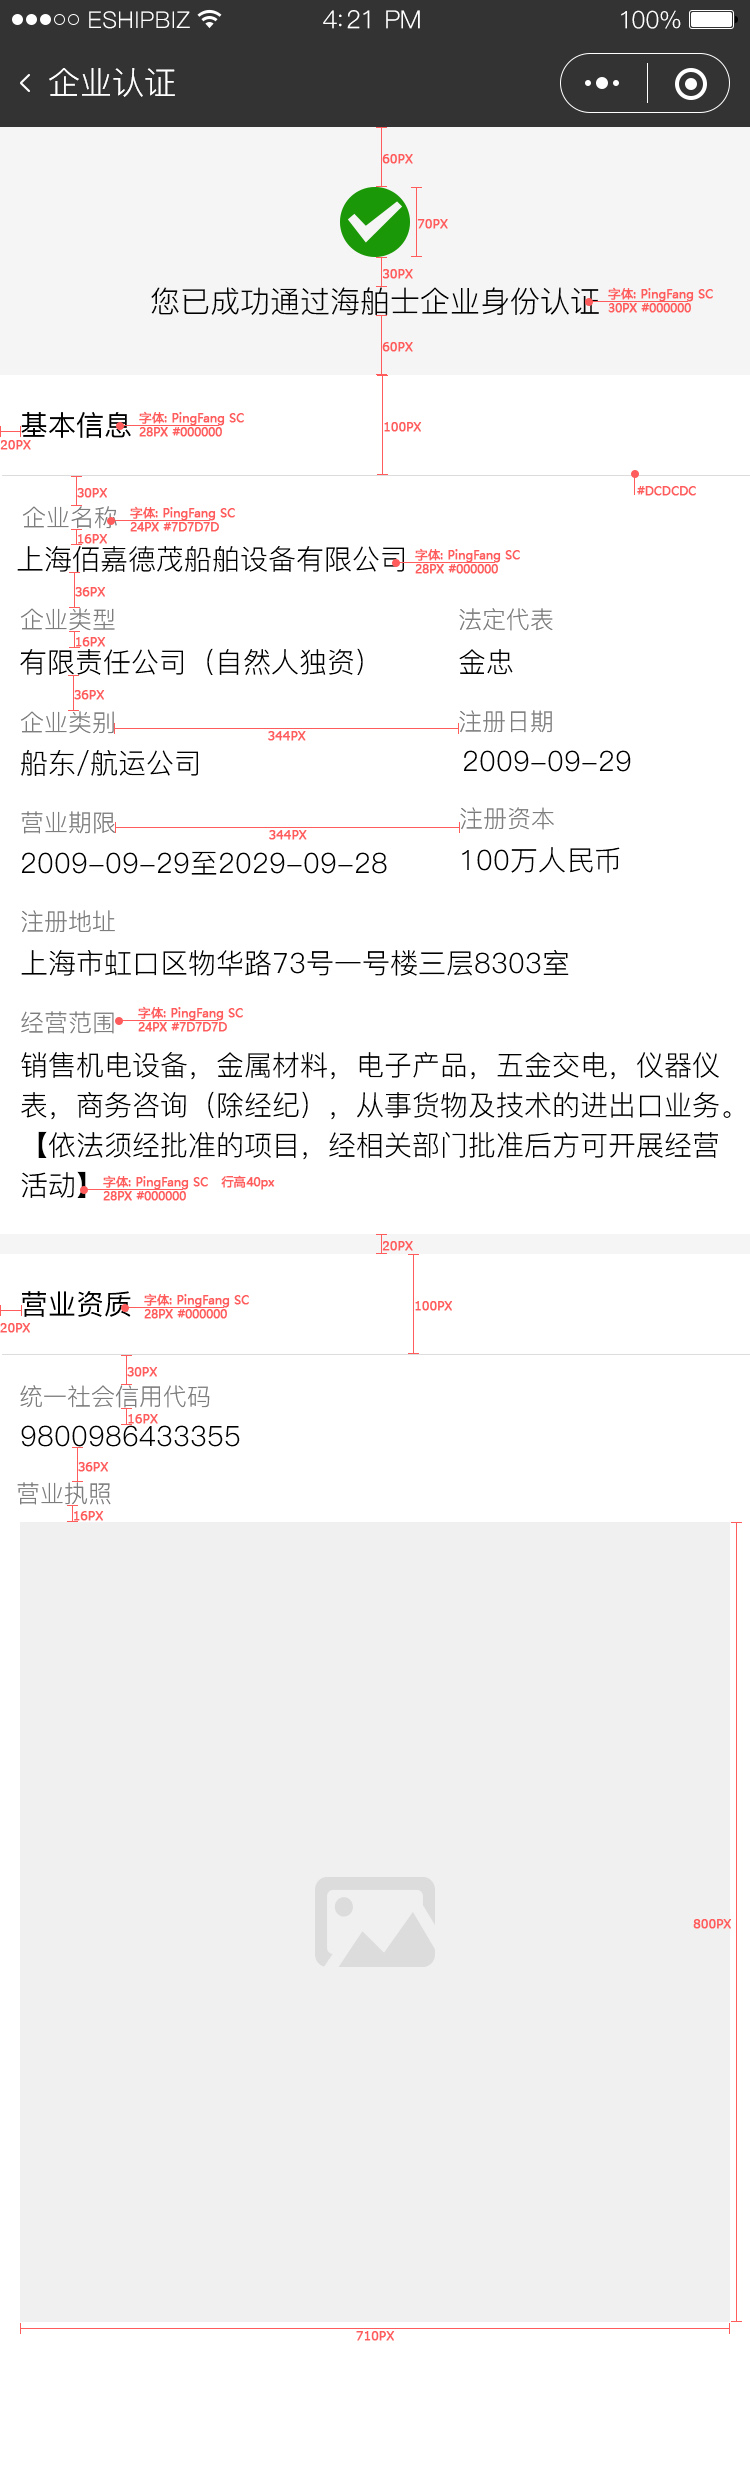 ESHIPBIZ 4:21 PM 100%
企业认证
60PX
70PX
30PX
您已成功通过海舶士企业身份认证
字体: PingFang SC
30PX #000000
60PX
基本信息
字体: PingFang SC
28PX #000000
100PX
20PX
30PX
#DCDCDC
企业名称
字体: PingFang SC
24PX #7D7D7D
16PX
上海佰嘉德茂船舶设备有限公司
字体: PingFang SC
28PX #000000
36PX
企业类型 法定代表
16PX
有限责任公司（自然人独资） 金忠
36PX
企业类别 注册日期
344PX
船东/航运公司 2009-09-29
营业期限 注册资本
344PX
2009-09-29至2029-09-28 100万人民币
注册地址
上海市虹口区物华路73号一号楼三层8303室
经营范围
字体: PingFang SC
24PX #7D7D7D
销售机电设备，金属材料，电子产品，五金交电，仪器仪
表，商务咨询（除经纪），从事货物及技术的进出口业务。
【依法须经批准的项目，经相关部门批准后方可开展经营
活动】
字体: PingFang SC 行高40px
28PX #000000
20PX
营业资质
字体: PingFang SC
28PX #000000
100PX
20PX
30PX
统一社会信用代码
16PX
9800986433355
36PX
营业执照
16PX
800PX
710PX